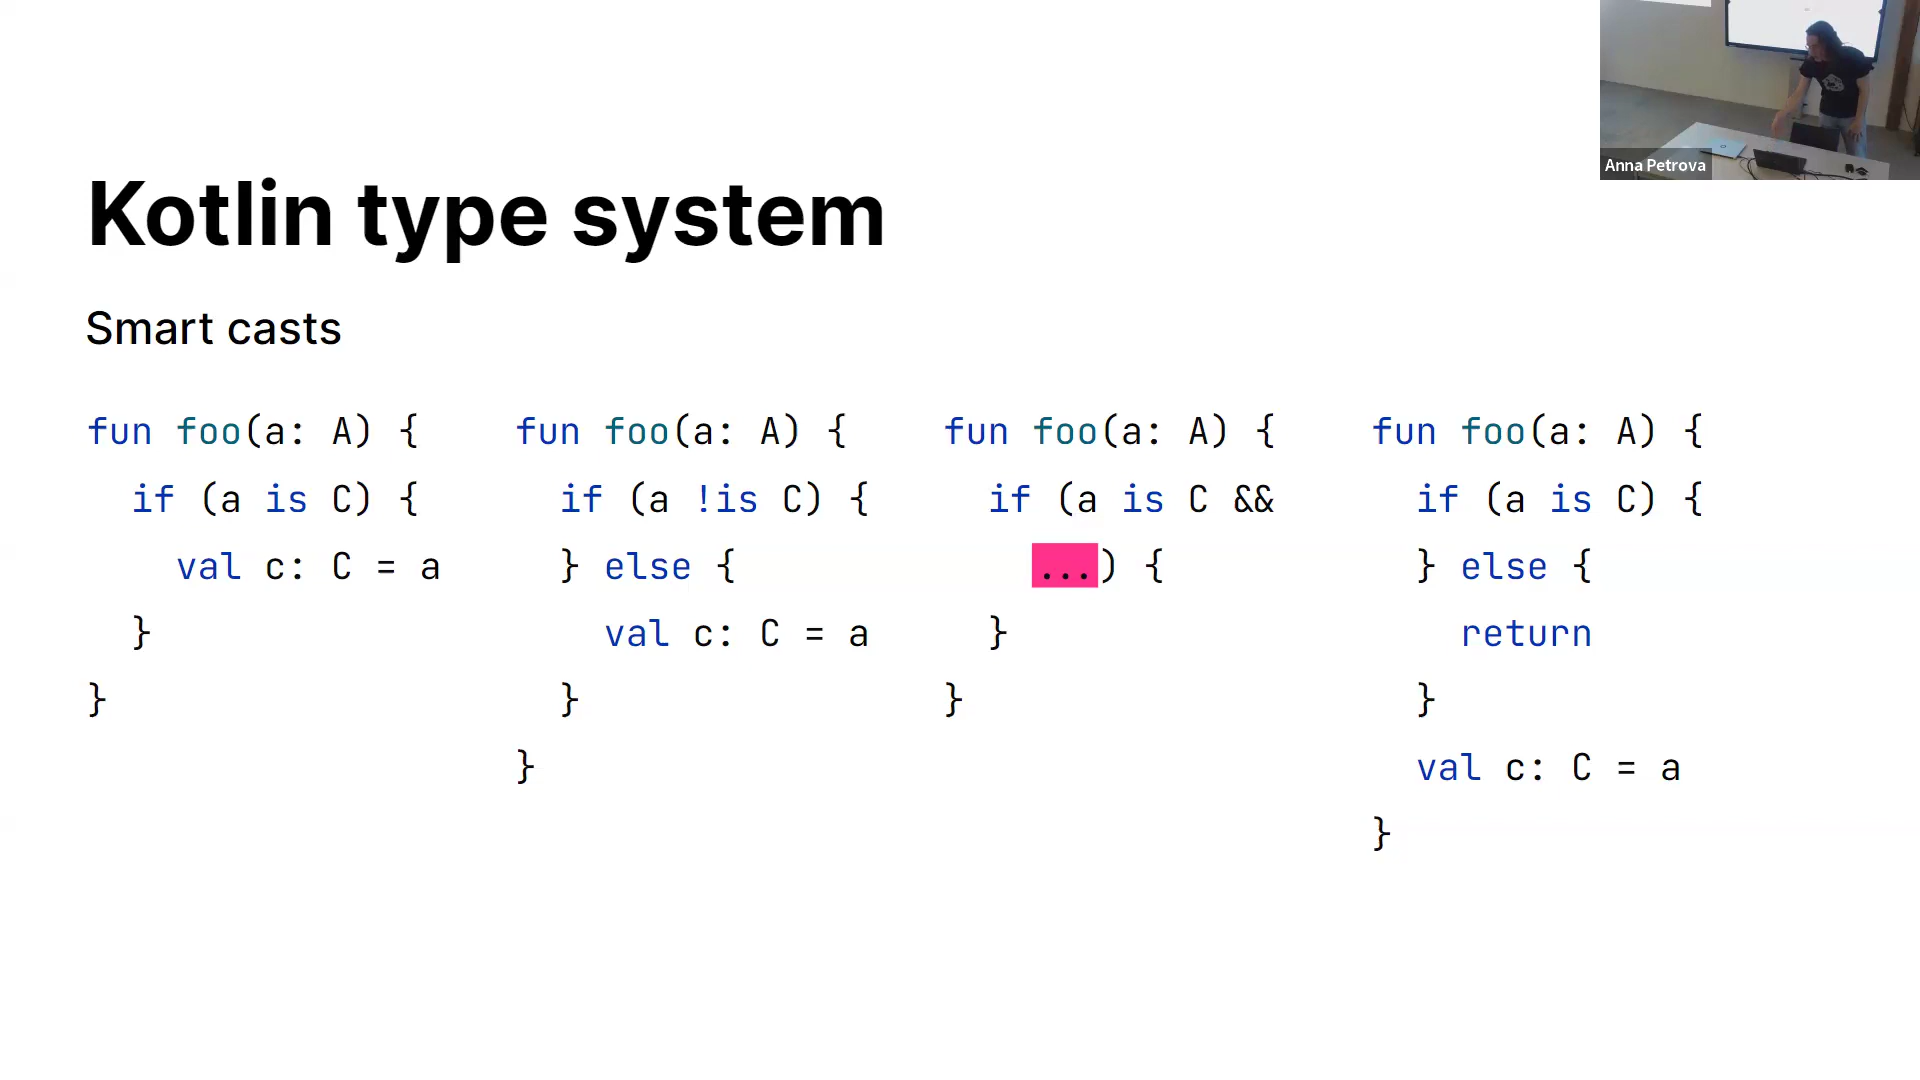 Anna Petrova
Kotlin type system
Smart casts
fun foo(a: A) {
  if (a is C) {
    val c: C = a
  }
}
fun foo(a: A) {
  if (a !is C) {
  } else {
    val c: C = a
  }
}
fun foo(a: A) {
  if (a is C &&
    ...) {
  }
}
fun foo(a: A) {
  if (a is C) {
  } else {
    return
  }
  val c: C = a
}